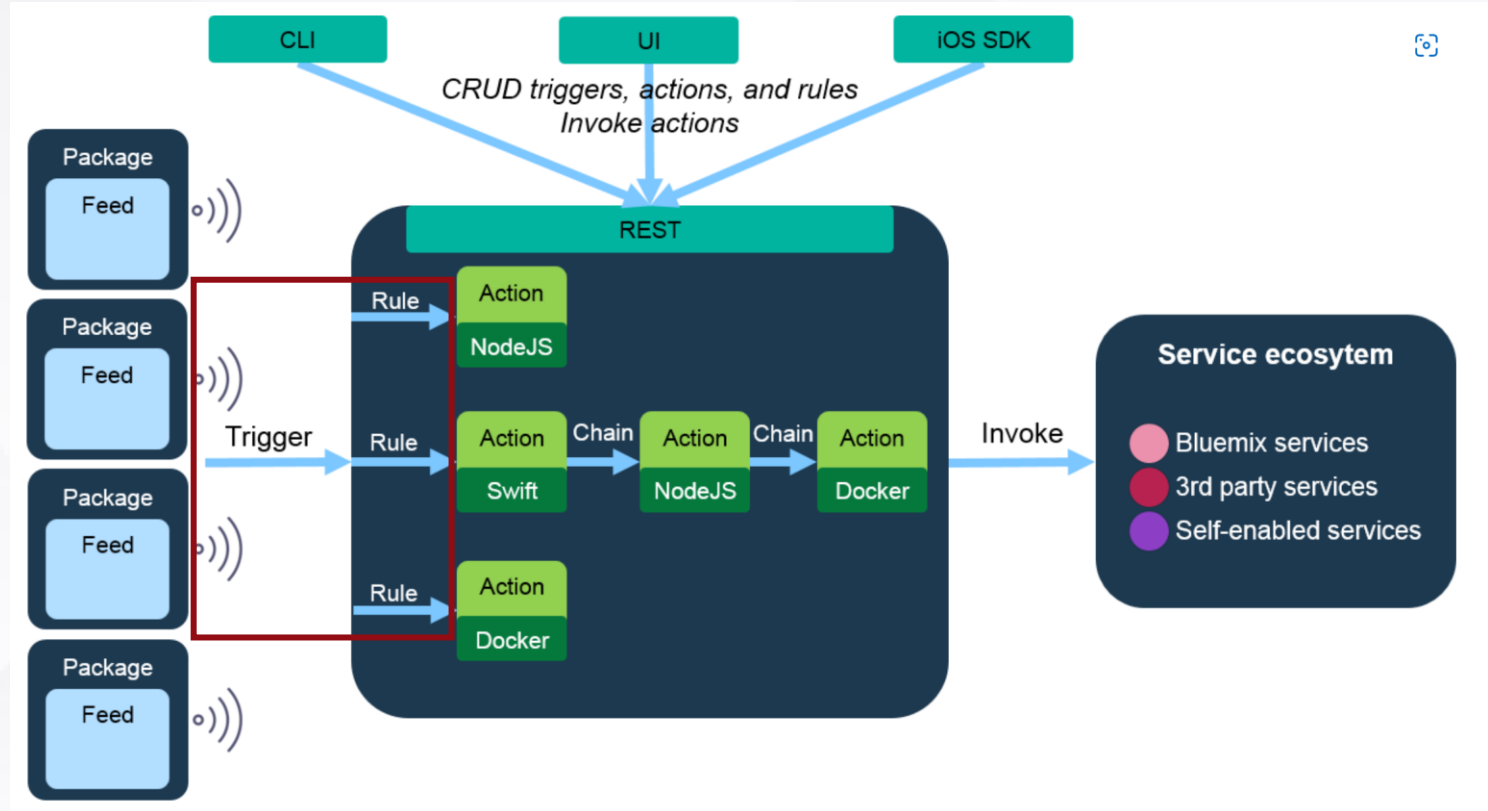 CLI
UI
iOS SDK
CRUD triggers, actions, and rules
Invoke actions
REST
Package
Feed
Package
Feed
Package
Feed
Package
Feed
Trigger
Rule
Action
NodeJS
Rule
Action
Swift
Chain
Action
NodeJS
Chain
Action
Docker
Rule
Action
Docker
Invoke
Service ecosytem
Bluemix services
3rd party services
Self-enabled services